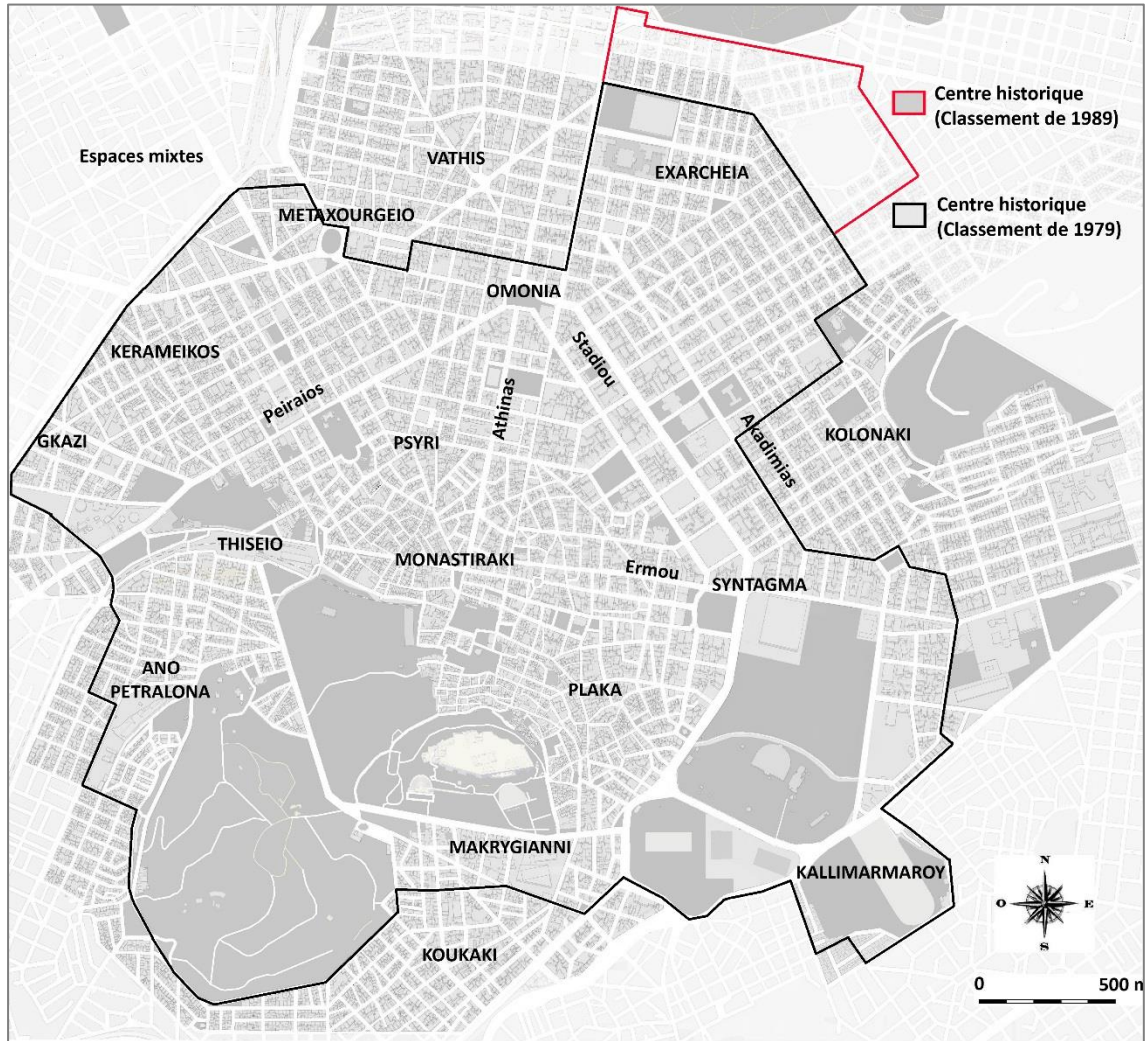 Centre historique
(Classement de 1989)
Espaces mixtes
VATHIS
EXARCHEIA
Centre historique
(Classement de 1979)
METAXOURGEIO
OMONIA
KERAMEIKOS
Stadiou
Peiraios
Athinas
GKAZI
PSYRI
Akadimias
KOLONAKI
THISEIO
MONASTIRAKI
Ermou
SYNTAGMA
ANO
PETRALONA
PLAKA
MAKRYGIANNI
KALLIMARMAROY
N
O
E
S
KOUKAKI
0
500 n